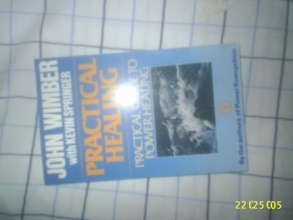 JOHN WIMBER
with KEVIN SPRINGER
PRACTICAL
HEALING
PRACTICAL GUIDE TO
POWER HEALING
By the authors of Power Evangelism